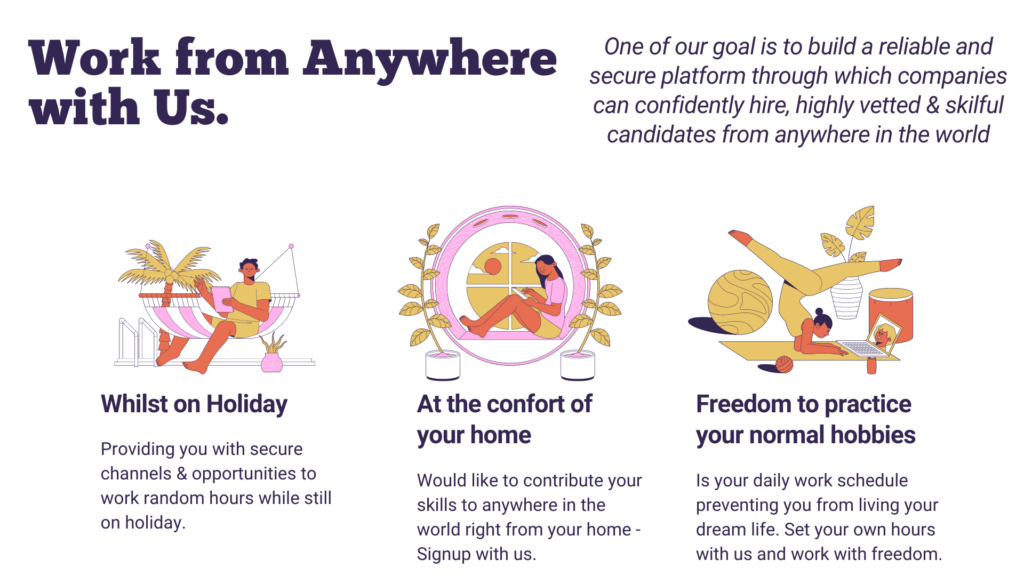 Work from Anywhere
with Us.
One of our goal is to build a reliable and
secure platform through which companies
can confidently hire, highly vetted & skilful
candidates from anywhere in the world
Whilst on Holiday
Providing you with secure
channels & opportunities to
work random hours while still
on holiday.
At the confort of
your home
Would like to contribute your
skills to anywhere in the
world right from your home -
Signup with us.
Freedom to practice
your normal hobbies
Is your daily work schedule
preventing you from living your
dream life. Set your own hours
with us and work with freedom.